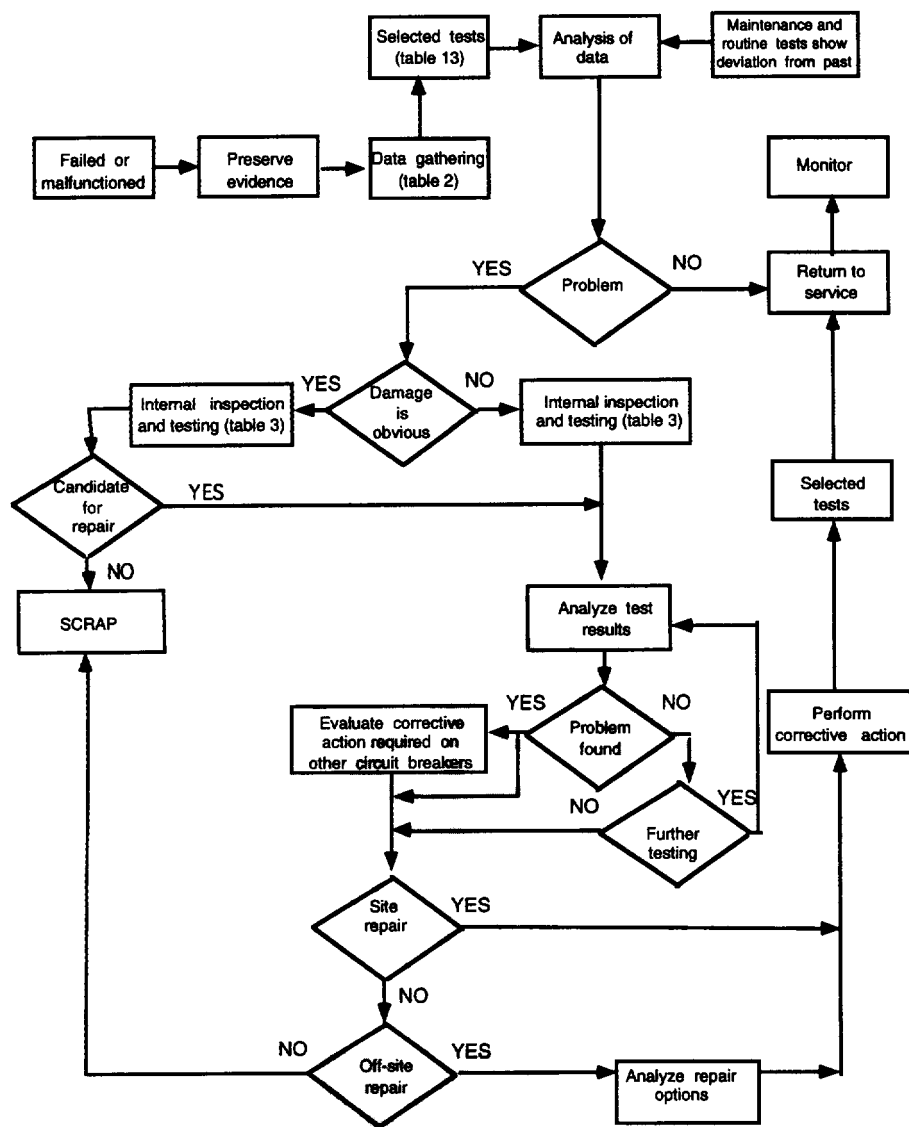 Selected tests
(table 13)
Analysis of
data
Maintenance and
routine tests show
deviation from past
Failed or
malfunctioned
Preserve
evidence
Data gathering
(table 2)
Monitor
YES
Problem
NO
Return to
service
Internal inspection
and testing (table 3)
YES
Damage
is
obvious
NO
Internal inspection
and testing (table 3)
Candidate
for
repair
YES
NO
Selected
tests
SCRAP
Analyze test
results
Evaluate corrective
action required on
other circuit breakers
YES
Problem
found
NO
Perform
corrective action
NO
Further
testing
YES
Site
repair
YES
NO
NO
Off-site
repair
YES
Analyze repair
options